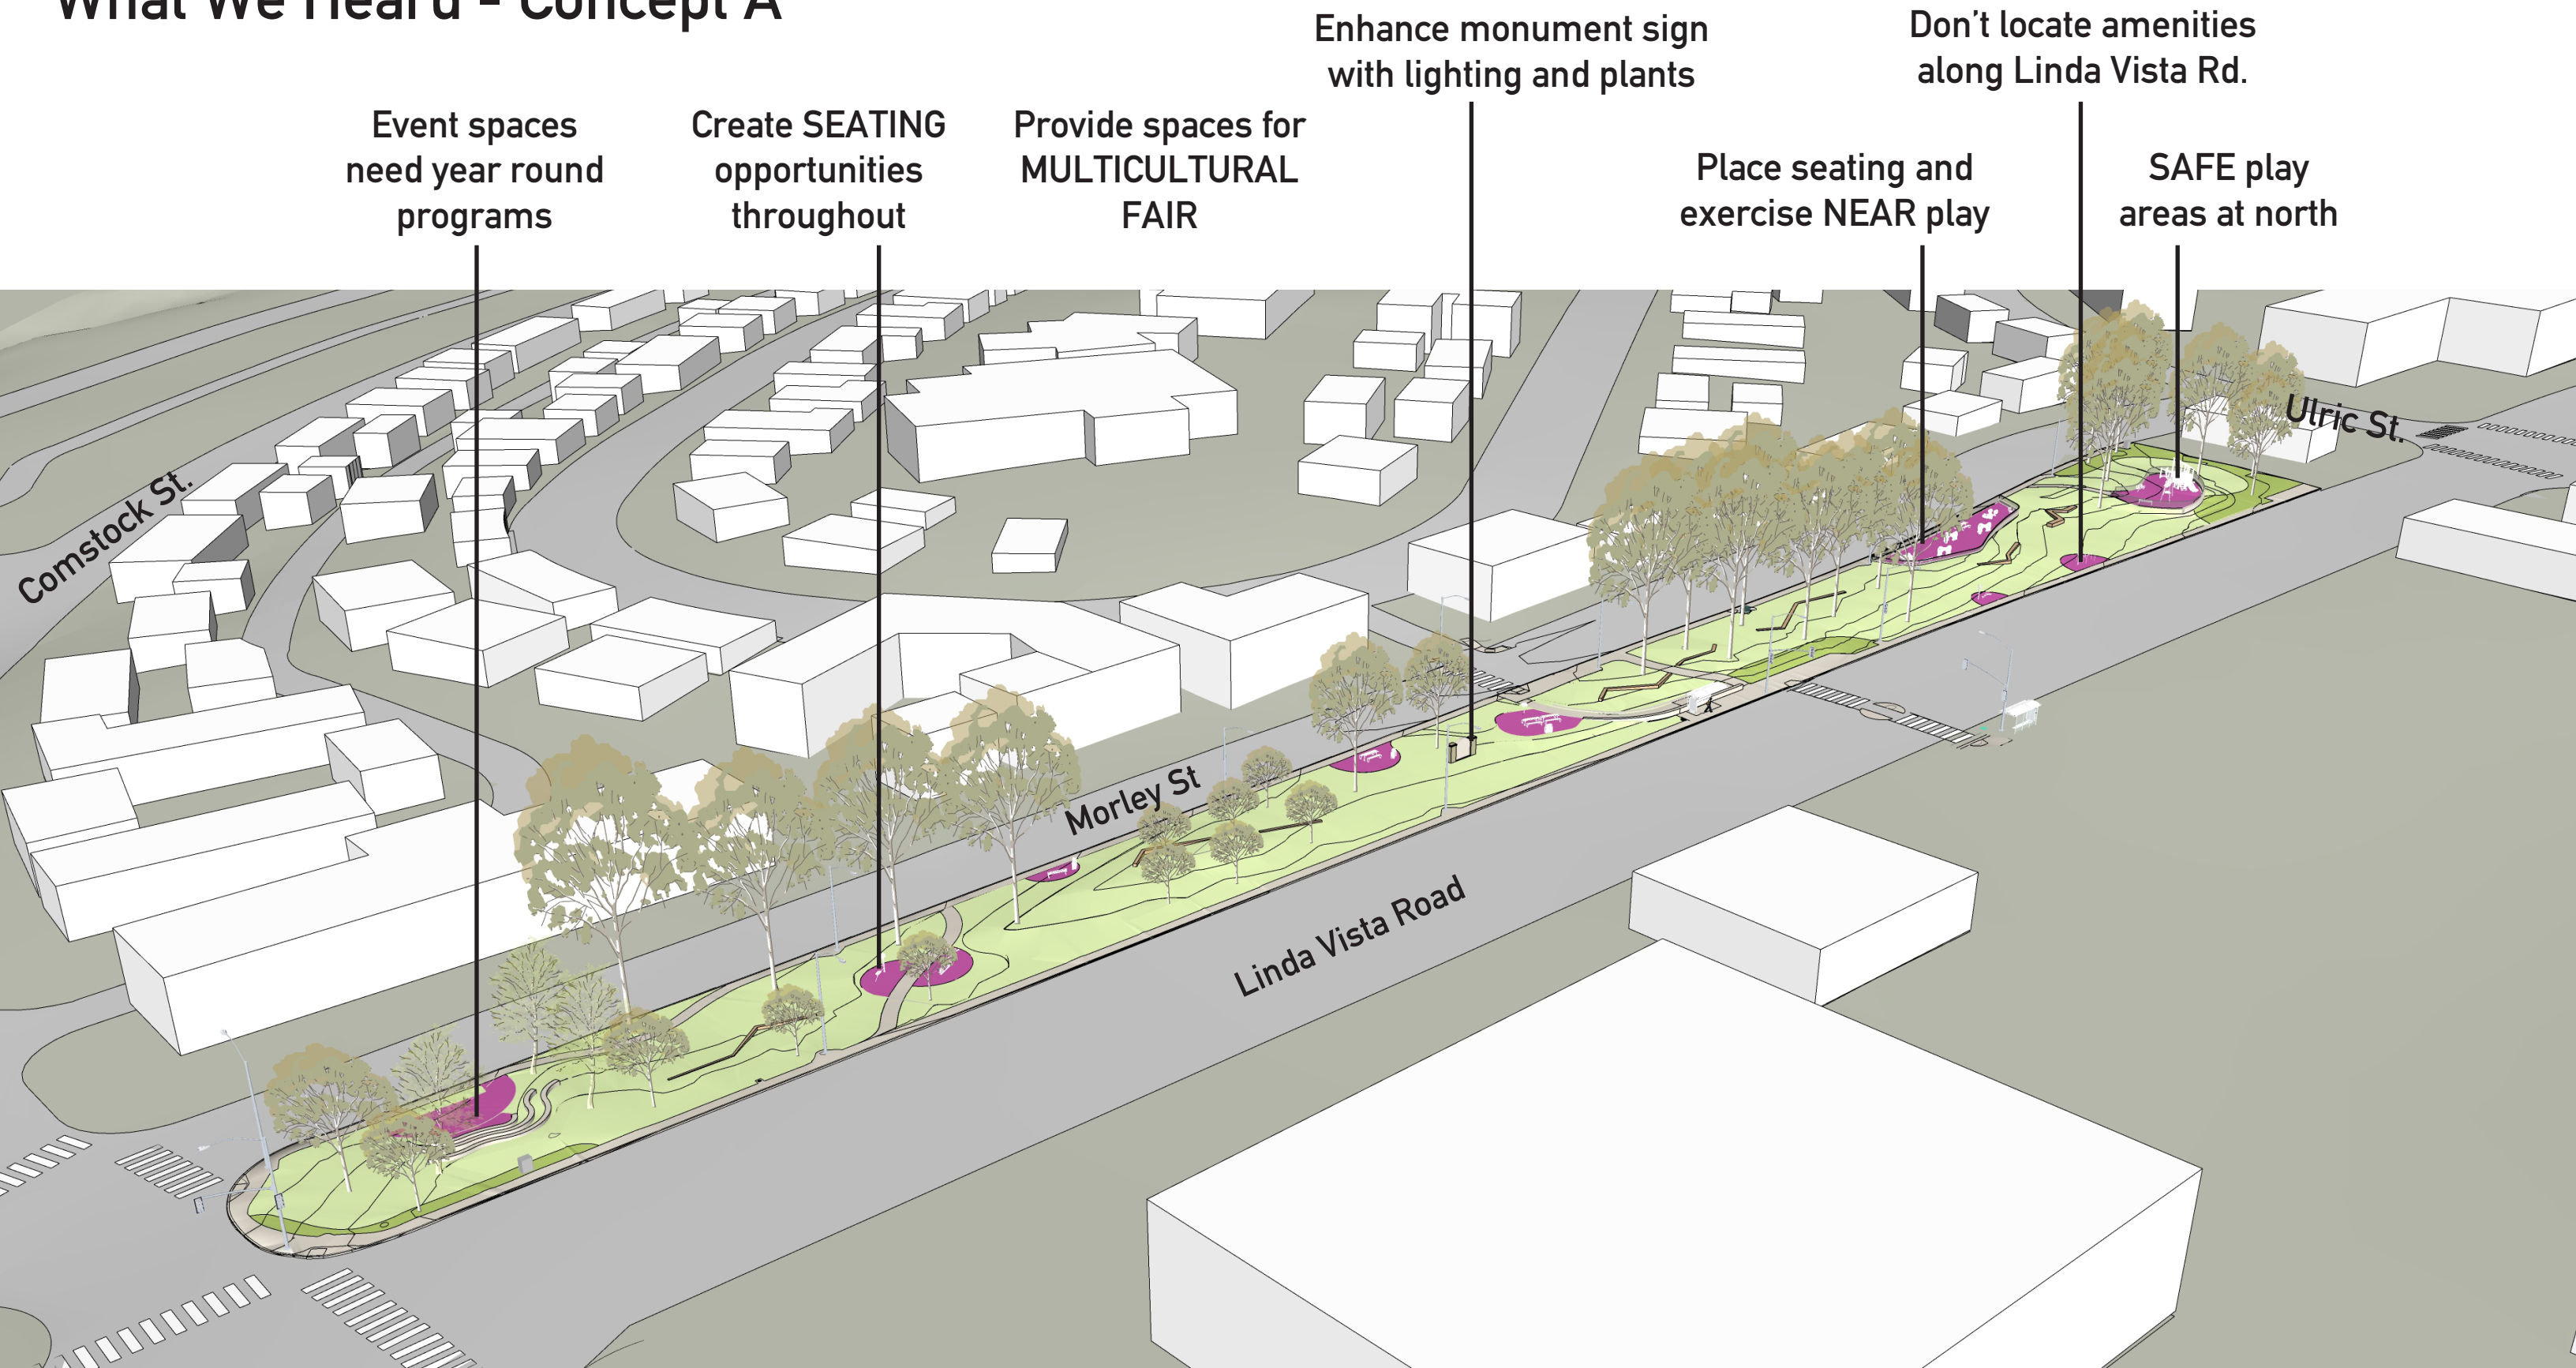 What We Heard - Concept A
Enhance monument sign
with lighting and plants
Don't locate amenities
along Linda Vista Rd.
Event spaces
need year round
programs
Create SEATING
opportunities
throughout
Provide spaces for
MULTICULTURAL
FAIR
Place seating and
exercise NEAR play
SAFE play
areas at north
Ulric St.
Comstock St.
Morley St
Linda Vista Road